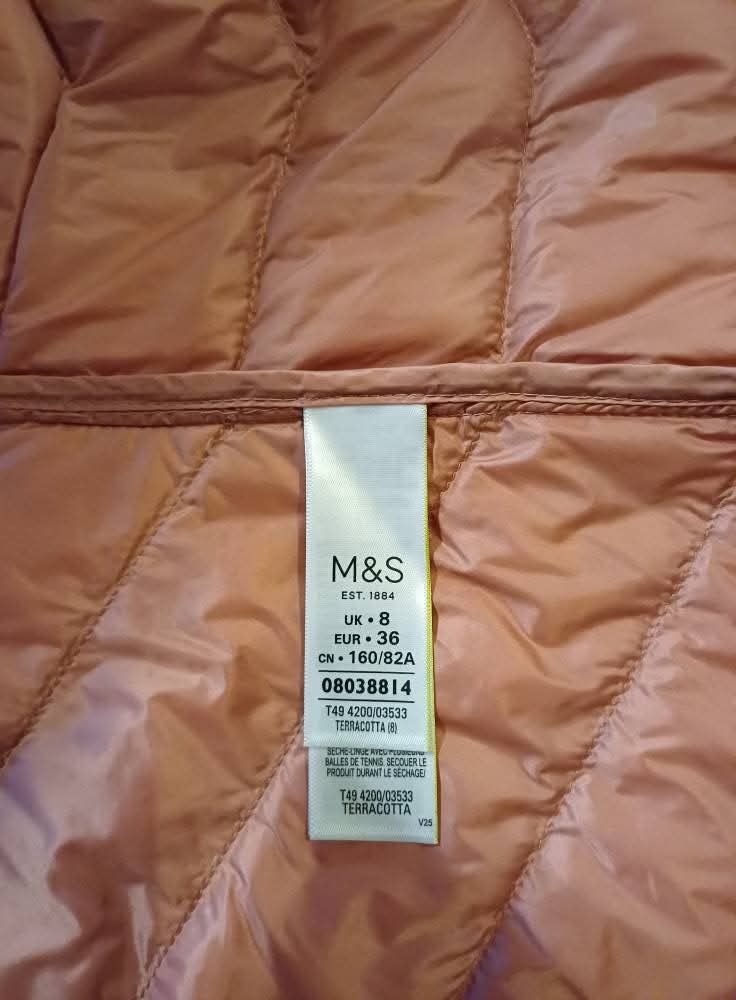 M&S
EST. 1884
UK • 8
EUR • 36
CN • 160/82A
08038814
T49 4200/03533
TERRACOTTA (8)
SÈCHE-LINGE AVEC PLUSIEURS
BALLES DE TENNIS. SECOUER LE
PRODUIT DURANT LE SÉCHAGE/
T49 4200/03533
TERRACOTTA
V25